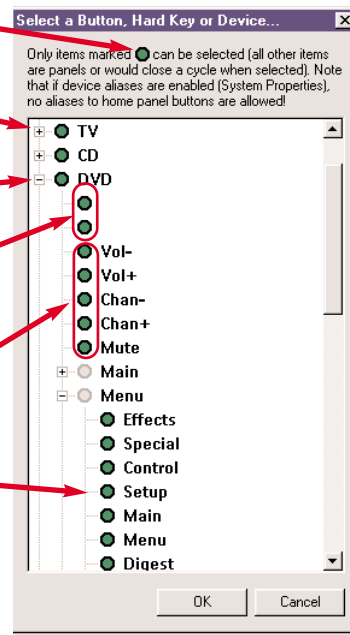 Select a Button, Hard Key or Device...
Only items marked can be selected (all other items
are panels or would close a cycle when selected). Note
that if device aliases are enabled (System Properties),
no aliases to home panel buttons are allowed!
TV
CD
DVD
Vol-
Vol+
Chan-
Chan+
Mute
Main
Menu
Effects
Special
Control
Setup
Main
Menu
Digest
OK Cancel